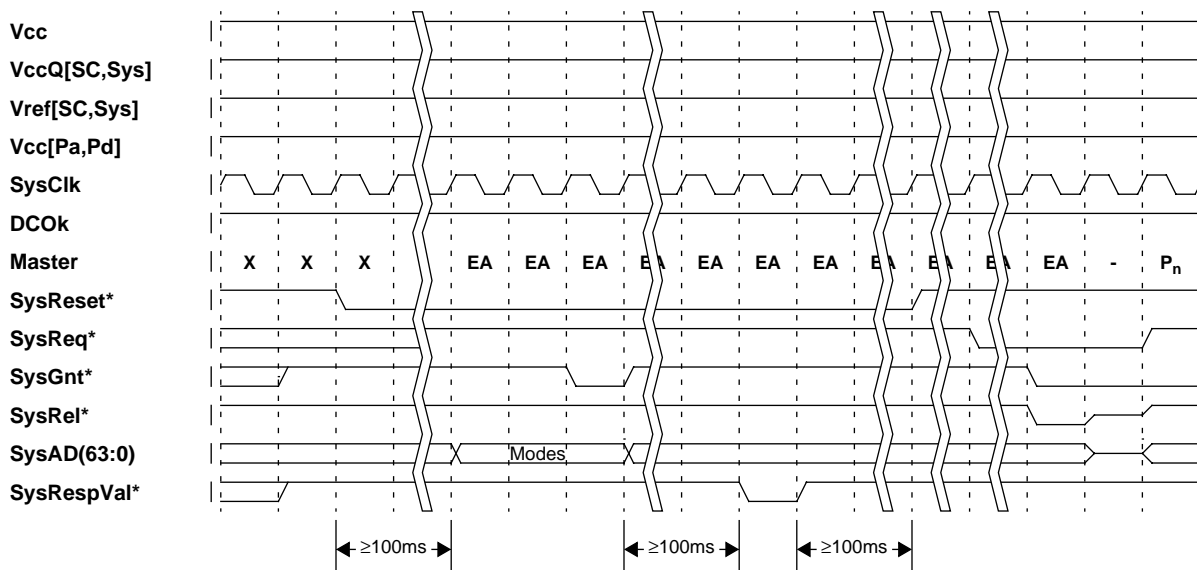 Vcc
VccQ[SC,Sys]
Vref[SC,Sys]
Vcc[Pa,Pd]
SysClk
DCOk
Master X X X EA EA EA EA EA EA EA EA EA EA EA - Pn
SysReset*
SysReq*
SysGnt*
SysRel*
SysAD(63:0) Modes
SysRespVal*
≥100ms ≥100ms ≥100ms